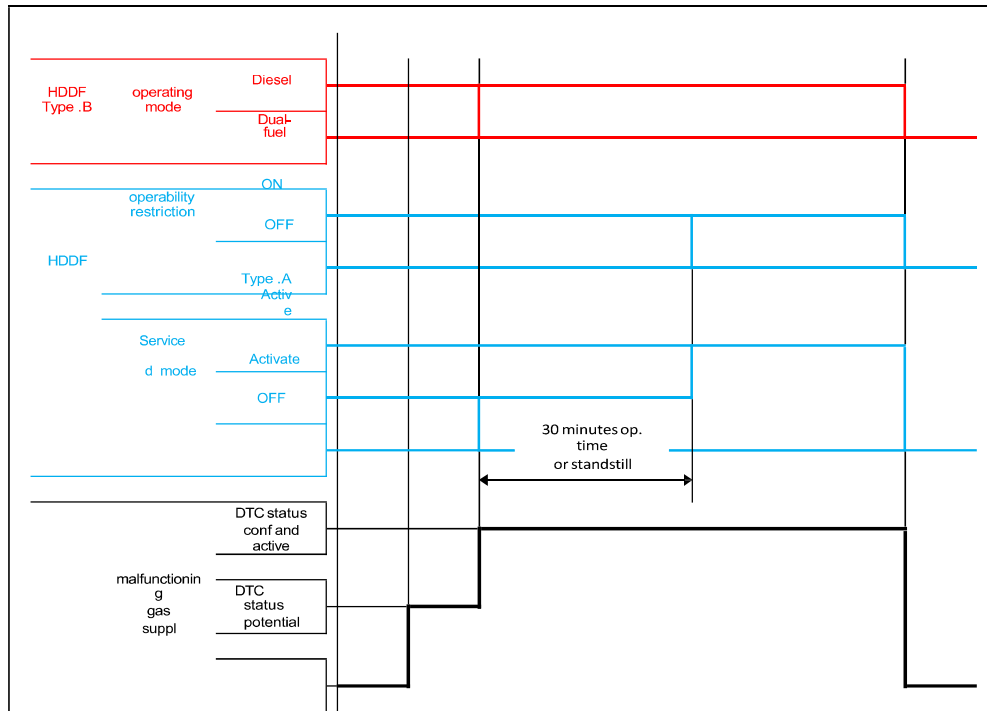 HDDF
Type .B
operating
mode
Diesel
Dual-
fuel
HDDF
operability
restriction
ON
OFF
Type .A
Activ
e
Service
d mode
Activate
OFF
30 minutes op.
time
or standstill
malfunctionin
g
gas
suppl
DTC status
conf and
active
DTC
status
potential